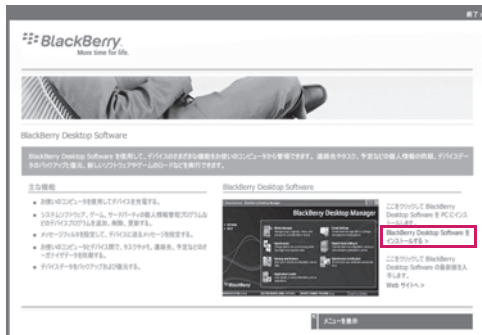 終了
BlackBerry.
More time for life.
BlackBerry Desktop Software
BlackBerry Desktop Software を使用して、デバイスのさまざまな機能をお使いのコンピュータから管理できます。連絡先やタスク、予定などの個人情報の同期、デバイスデー
タのバックアップと復元、新しいソフトウェアやゲームのロードなどを実行できます。
主な機能
お使いのコンピュータを使用してデバイスを充電する。
システムソフトウェア、ゲーム、サードパーティの個人情報管理プログラムな
どのデバイスプログラムを追加、削除、更新する。
メッセージフィルタを設定して、デバイスに送るメッセージを指定する。
お使いのコンピュータとデバイス間で、タスクやメモ、連絡先、予定などのオ
ーガナイザデータを同期する。
デバイスデータをバックアップおよび復元する。
BlackBerry Desktop Software
BlackBerry Desktop Manager
ここをクリックして BlackBerry
Desktop Software を PC にインス
トールします。
BlackBerry Desktop Software を
インストールする >
ここをクリックして BlackBerry
Desktop Software の最新版を入
手します。
Web サイトへ >
メニューを表示